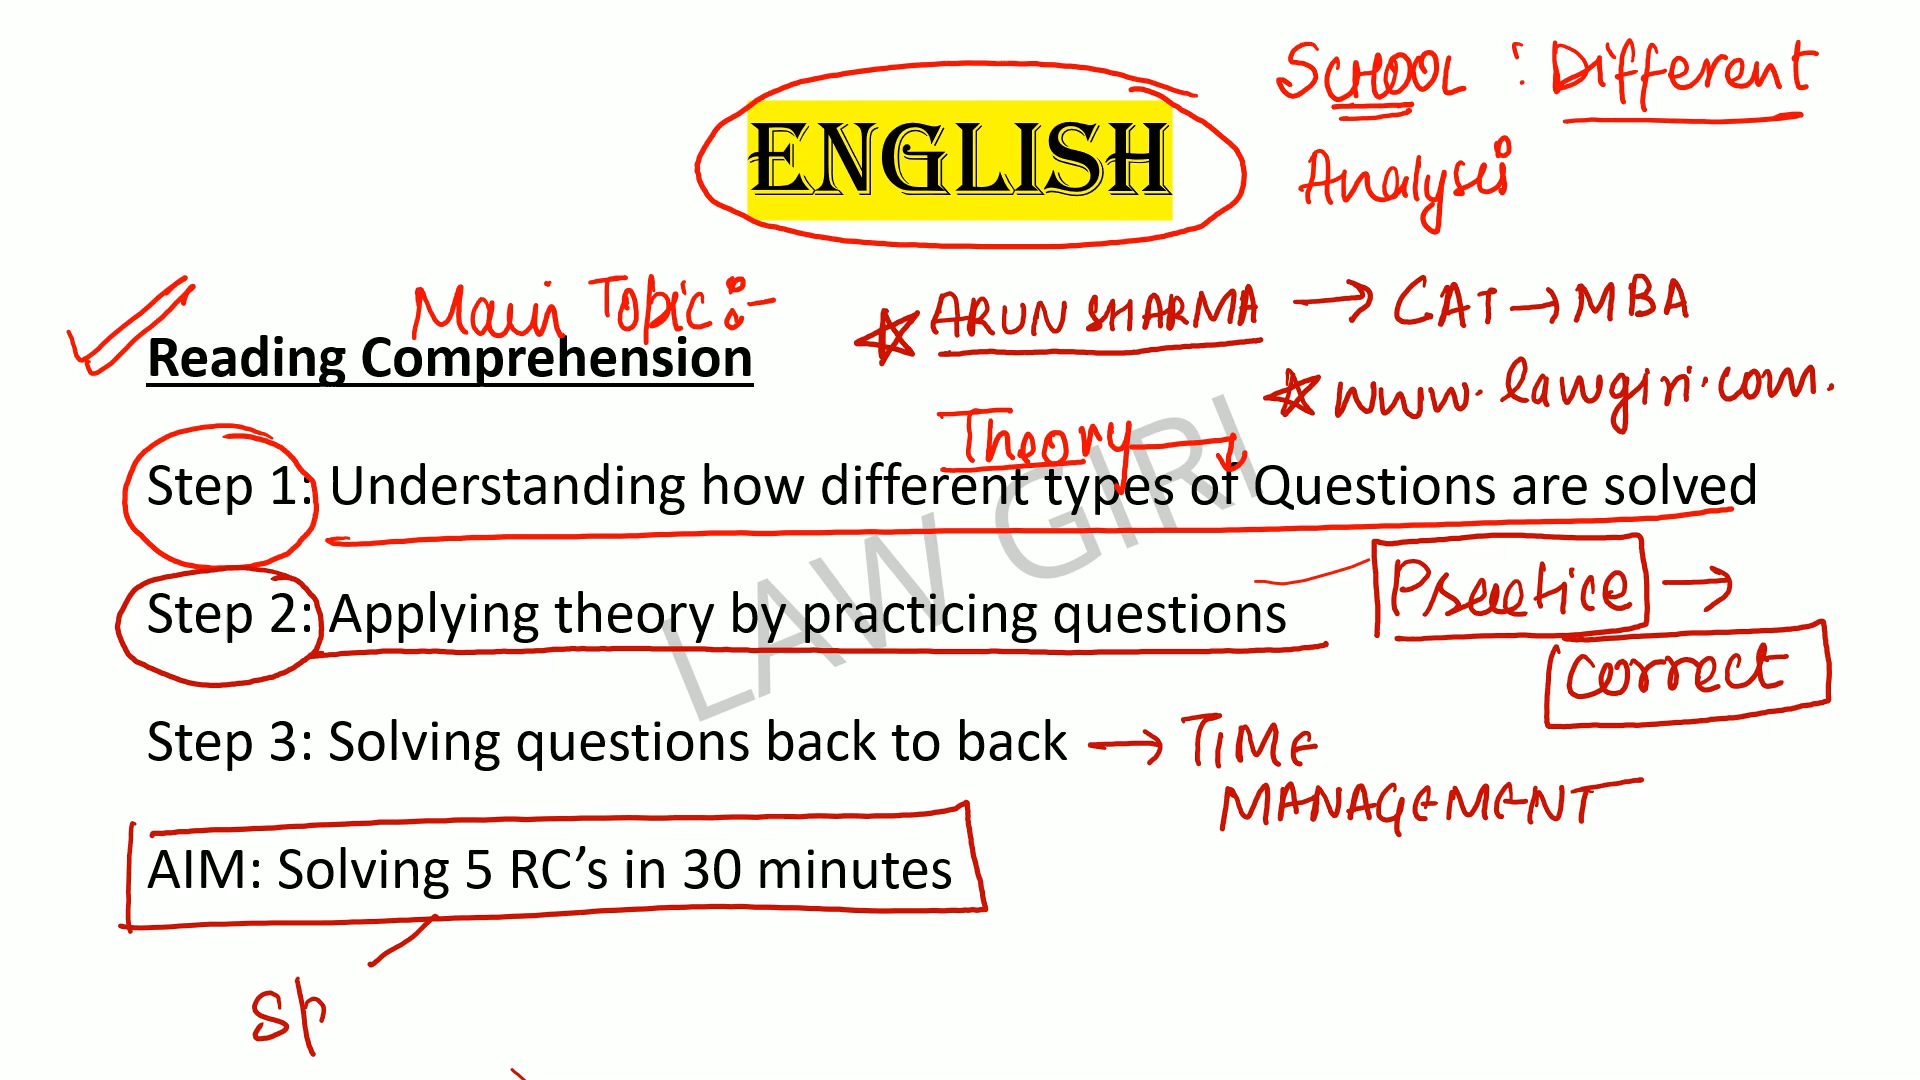 ENGLISH
SCHOOL : Different
Analysis
Main Topic :-
Reading Comprehension
ARUN SHARMA → CAT → MBA
www.lawgiri.com.
Theory
Step 1: Understanding how different types of Questions are solved
Step 2: Applying theory by practicing questions
Practice →
correct
Step 3: Solving questions back to back → TIME
MANAGEMENT
AIM: Solving 5 RC’s in 30 minutes
Sp
LAW GIRI